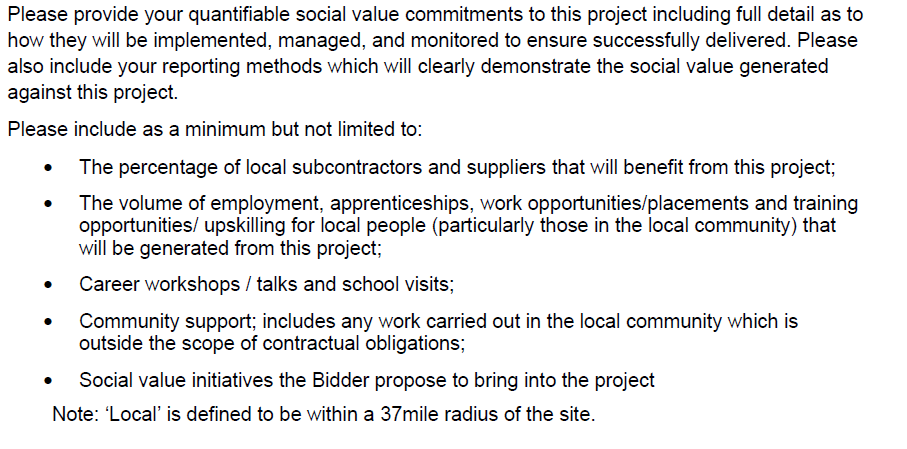 Please provide your quantifiable social value commitments to this project including full detail as to
how they will be implemented, managed, and monitored to ensure successfully delivered. Please
also include your reporting methods which will clearly demonstrate the social value generated
against this project.
Please include as a minimum but not limited to:
• The percentage of local subcontractors and suppliers that will benefit from this project;
• The volume of employment, apprenticeships, work opportunities/placements and training
opportunities/ upskilling for local people (particularly those in the local community) that
will be generated from this project;
• Career workshops / talks and school visits;
• Community support; includes any work carried out in the local community which is
outside the scope of contractual obligations;
• Social value initiatives the Bidder propose to bring into the project
Note: ‘Local’ is defined to be within a 37mile radius of the site.